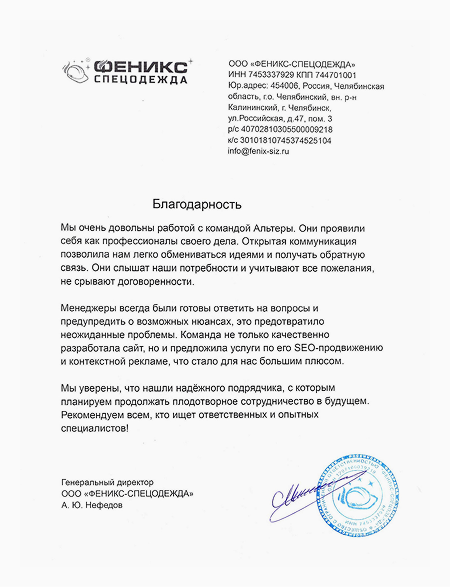 ФЕНИКС
СПЕЦОДЕЖДА
ООО «ФЕНИКС-СПЕЦОДЕЖДА»
ИНН 7453337929 КПП 744701001
Юр.адрес: 454006, Россия, Челябинская
область, г.о. Челябинский, вн. р-н
Калининский, г. Челябинск,
ул.Российская, д.47, пом. 3
р/с 40702810305500009218
к/с 30101810745374525104
info@fenix-siz.ru
Благодарность
Мы очень довольны работой с командой Альтеры. Они проявили
себя как профессионалы своего дела. Открытая коммуникация
позволила нам легко обмениваться идеями и получать обратную
связь. Они слышат наши потребности и учитывают все пожелания,
не срывают договоренности.
Менеджеры всегда были готовы ответить на вопросы и
предупредить о возможных нюансах, это предотвратило
неожиданные проблемы. Команда не только качественно
разработала сайт, но и предложила услуги по его SEO-продвижению
и контекстной рекламе, что стало для нас большим плюсом.
Мы уверены, что нашли надёжного подрядчика, с которым
планируем продолжать плодотворное сотрудничество в будущем.
Рекомендуем всем, кто ищет ответственных и опытных
специалистов!
Генеральный директор
ООО «ФЕНИКС-СПЕЦОДЕЖДА»
А. Ю. Нефедов